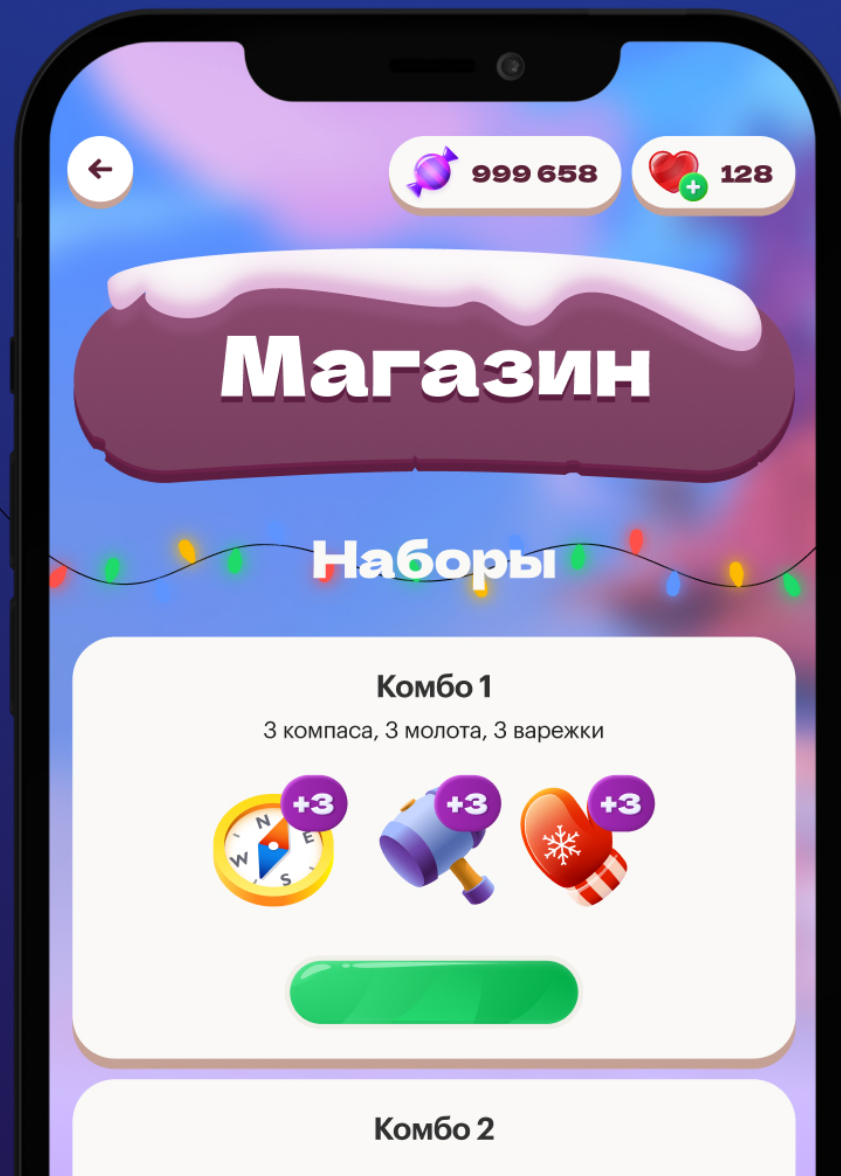 999 658
128
Магазин
Наборы
Комбо 1
3 компаса, 3 молота, 3 варежки
+3
+3
+3
N
E
S
W
Комбо 2